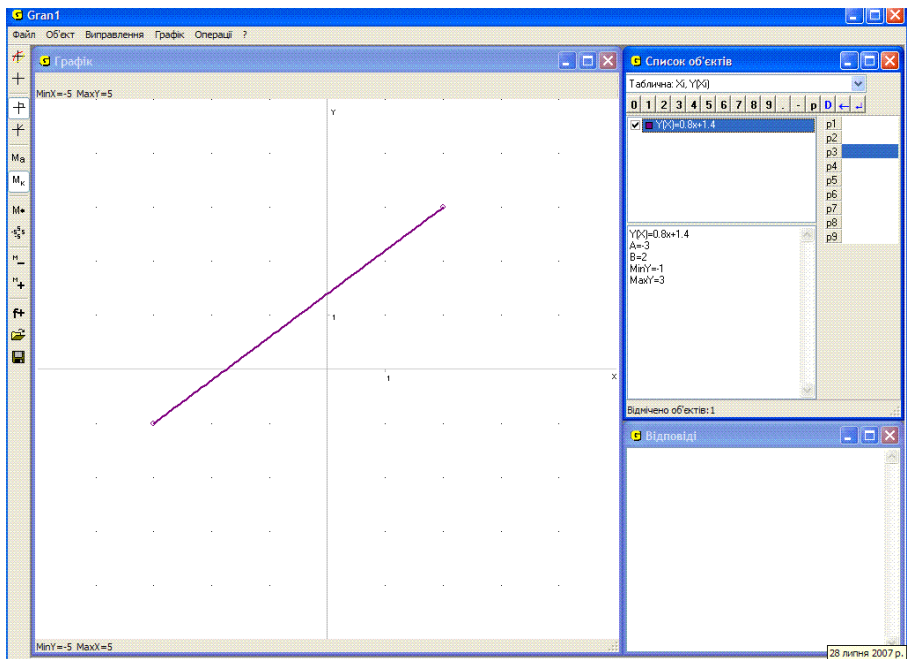 Gran1
Файл Об'єкт Виправлення Графік Операції ?
Графік
MinX=-5 MaxY=5
Y
1
1
X
MinY=-5 MaxX=5
Ma
Mк
M
M
f+
Список об'єктів
Таблична: Xi, Y(Xi)
0 1 2 3 4 5 6 7 8 9 . - p D ← ↵
Y(X)=0.8x+1.4
p1
p2
p3
p4
p5
p6
p7
p8
p9
Y(X)=0.8x+1.4
A=-3
B=2
MinY=-1
MaxY=3
Відмічено об'єктів:1
Відповіді
28 липня 2007 р.